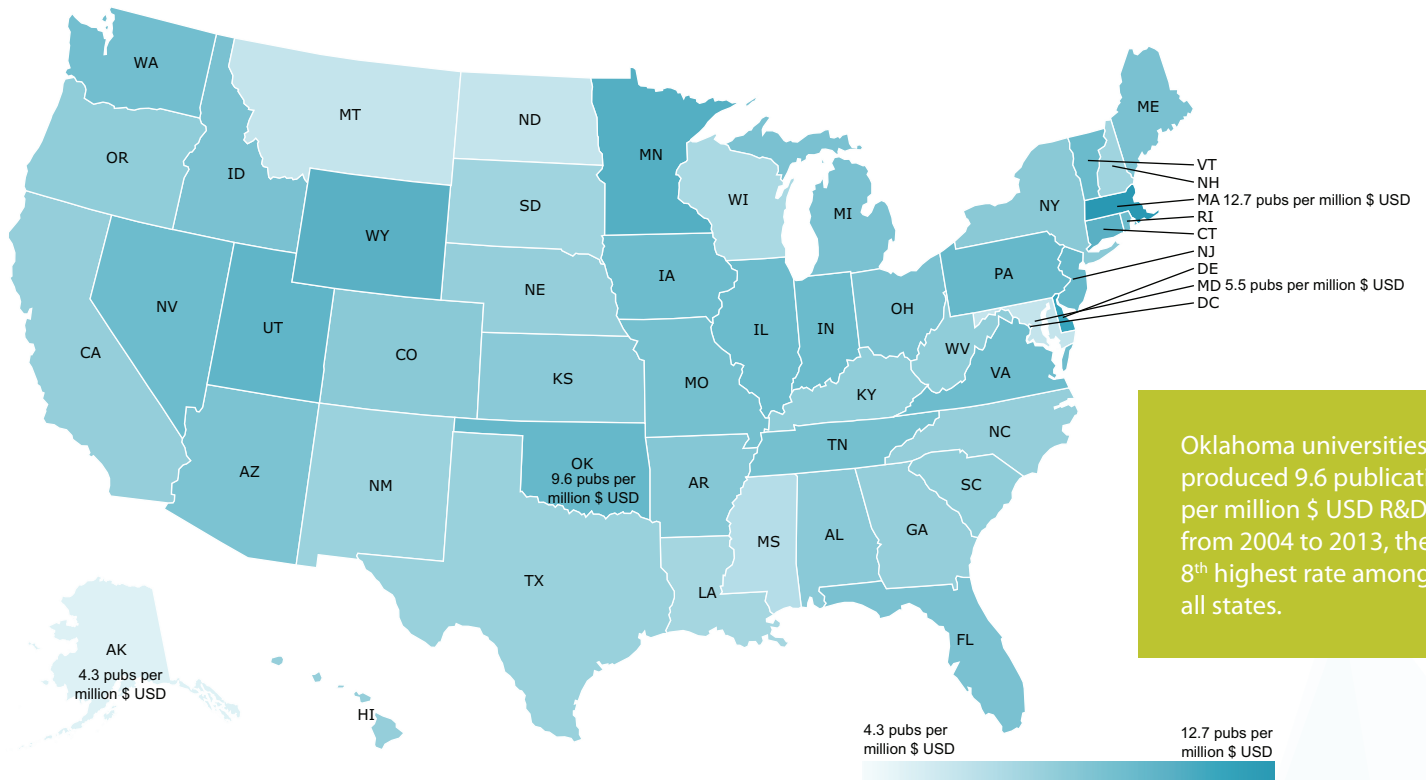 WA
MT
ND
MN
ME
OR
ID
SD
WI
MI
NY
VT
NH
MA 12.7 pubs per million $ USD
RI
CT
NJ
DE
MD 5.5 pubs per million $ USD
DC
WY
IA
PA
NV
UT
NE
IL
IN
OH
CA
CO
KS
MO
WV
VA
KY
NC
TN
AZ
NM
OK
9.6 pubs per
million $ USD
AR
SC
MS
AL
GA
TX
LA
FL
AK
4.3 pubs per
million $ USD
HI
Oklahoma universities
produced 9.6 publicat
per million $ USD R&D
from 2004 to 2013, the
8th highest rate among
all states.
4.3 pubs per
million $ USD
12.7 pubs per
million $ USD